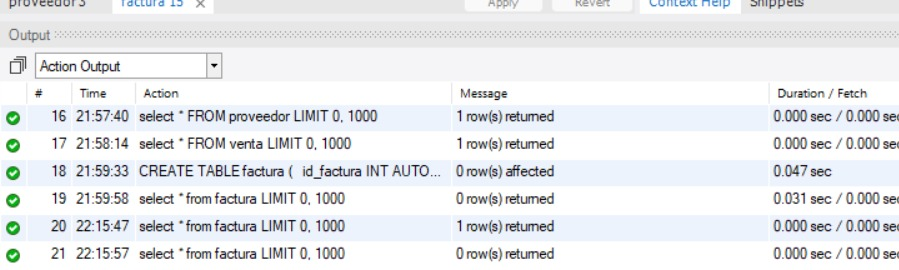 proveedor3 factura 15 × Apply Revert Context Help Snippets
Output
Action Output
# Time Action Message Duration / Fetch
16 21:57:40 select * FROM proveedor LIMIT 0, 1000 1 row(s) returned 0.000 sec / 0.000 sec
17 21:58:14 select * FROM venta LIMIT 0, 1000 1 row(s) returned 0.000 sec / 0.000 sec
18 21:59:33 CREATE TABLE factura ( id_factura INT AUTO... 0 row(s) affected 0.047 sec
19 21:59:58 select * from factura LIMIT 0, 1000 0 row(s) returned 0.031 sec / 0.000 sec
20 22:15:47 select * from factura LIMIT 0, 1000 1 row(s) returned 0.000 sec / 0.000 sec
21 22:15:57 select * from factura LIMIT 0, 1000 0 row(s) returned 0.000 sec / 0.000 sec